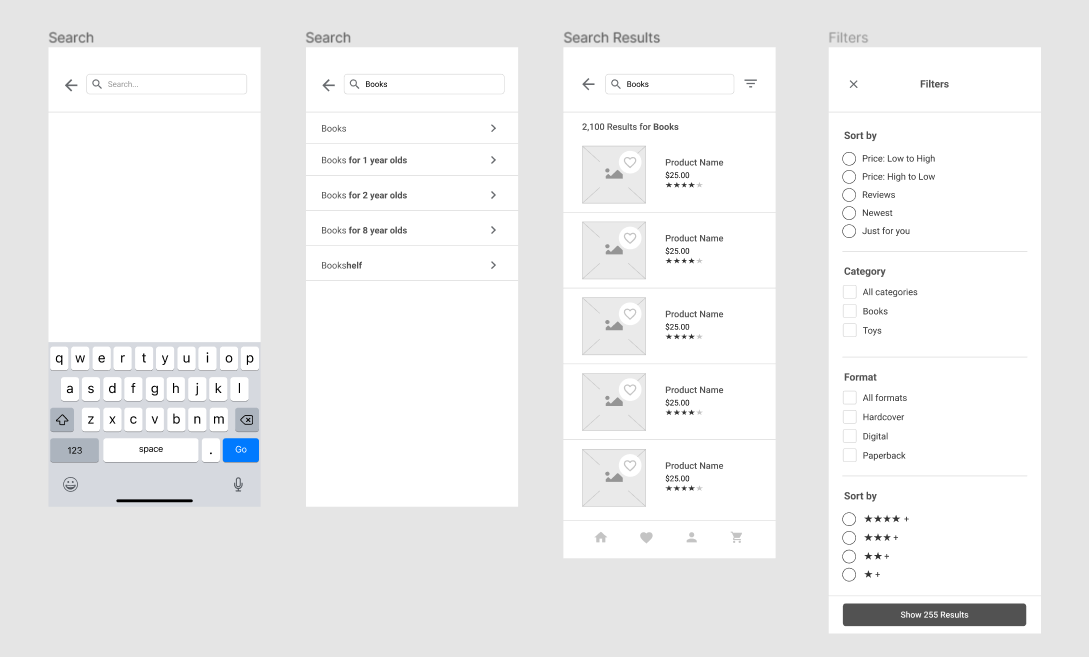 Search
Search...
q w e r t y u i o p
a s d f g h j k l
z x c v b n m
123 space . Go
Search
Books
Books
Books for 1 year olds
Books for 2 year olds
Books for 8 year olds
Bookshelf
Search Results
Books
2,100 Results for Books
Product Name
$25.00
★★★★★
Product Name
$25.00
★★★★★
Product Name
$25.00
★★★★★
Product Name
$25.00
★★★★★
Product Name
$25.00
★★★★★
Filters
Filters
Sort by
Price: Low to High
Price: High to Low
Reviews
Newest
Just for you
Category
All categories
Books
Toys
Format
All formats
Hardcover
Digital
Paperback
Sort by
★★★★ +
★★★ +
★★ +
★ +
Show 255 Results